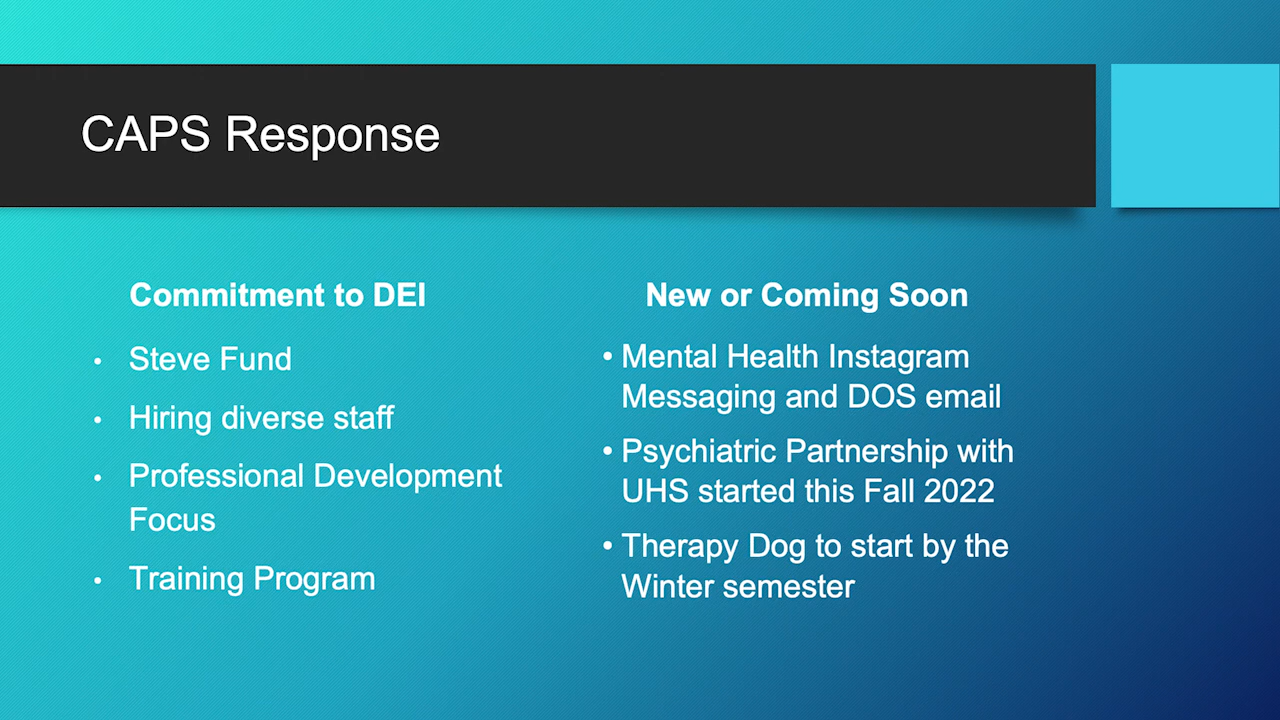 CAPS Response
Commitment to DEI
• Steve Fund
• Hiring diverse staff
• Professional Development
Focus
• Training Program
New or Coming Soon
• Mental Health Instagram
Messaging and DOS email
• Psychiatric Partnership with
UHS started this Fall 2022
• Therapy Dog to start by the
Winter semester